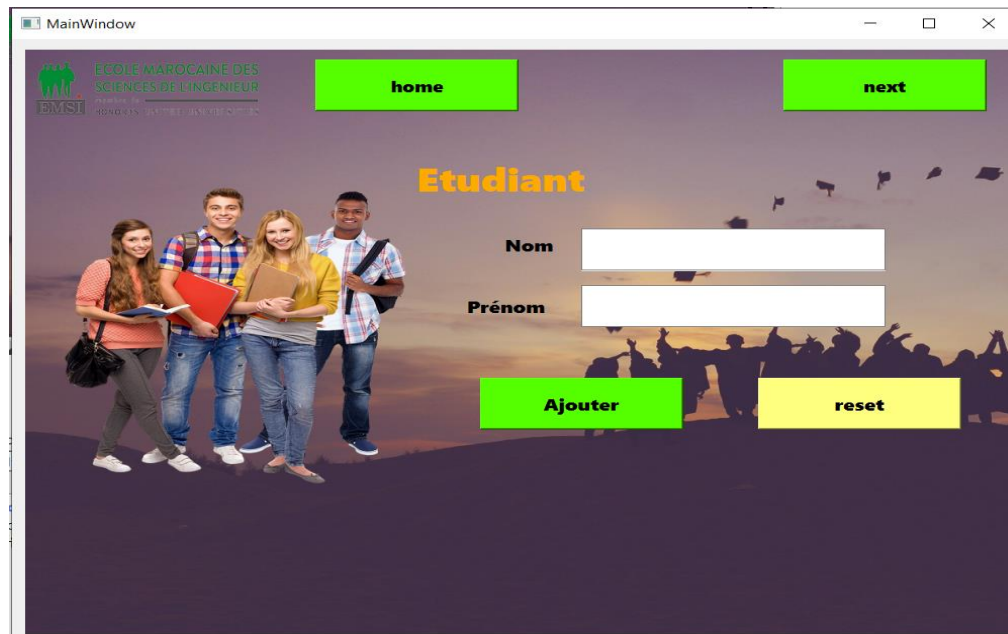 MainWindow
ECOLE MAROCAINE DES
SCIENCES DE L'INGENIEUR
EMSI
home
next
Etudiant
Nom
Prénom
Ajouter
reset